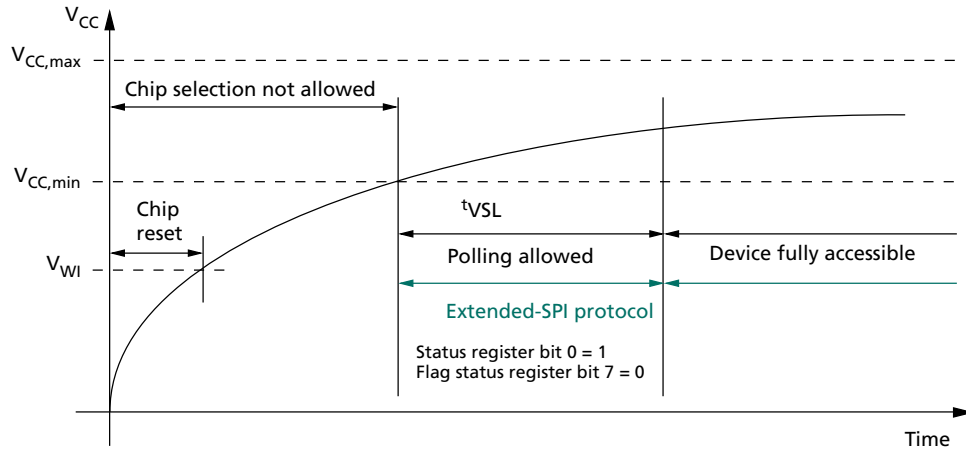 VCC
VCC,max
Chip selection not allowed
VCC,min
Chip
reset
tVSL
VWI
Polling allowed
Device fully accessible
Extended-SPI protocol
Status register bit 0 = 1
Flag status register bit 7 = 0
Time